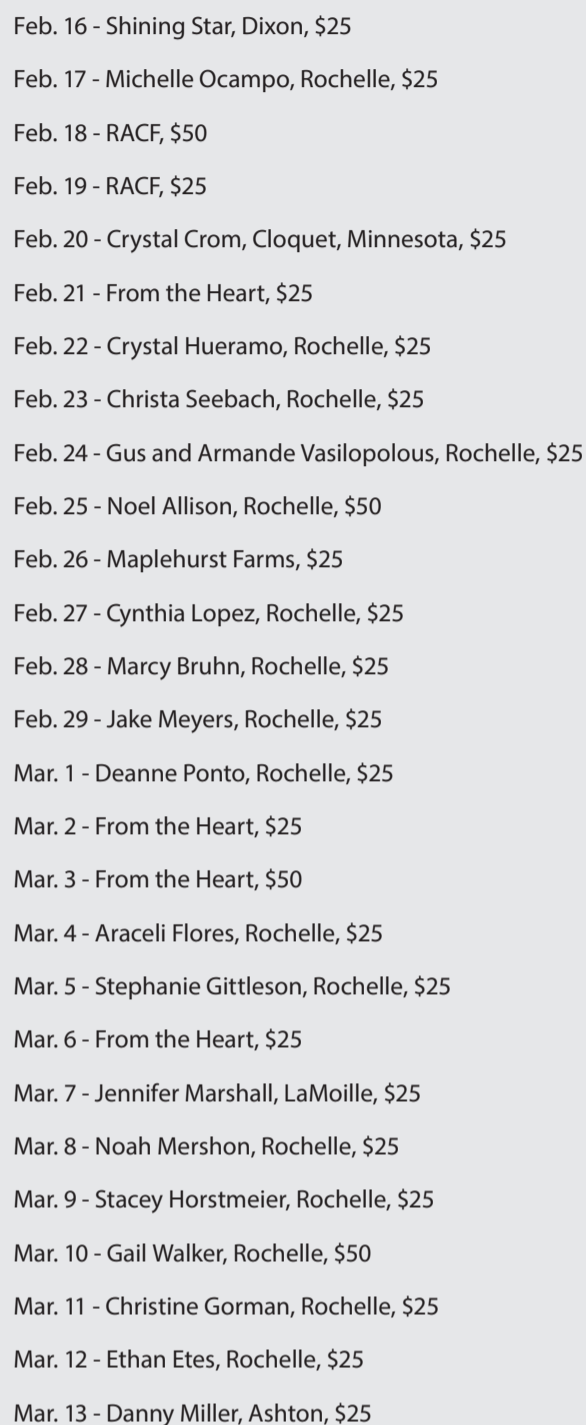 Feb. 16 - Shining Star, Dixon, $25
Feb. 17 - Michelle Ocampo, Rochelle, $25
Feb. 18 - RACF, $50
Feb. 19 - RACF, $25
Feb. 20 - Crystal Crom, Cloquet, Minnesota, $25
Feb. 21 - From the Heart, $25
Feb. 22 - Crystal Hueramo, Rochelle, $25
Feb. 23 - Christa Seebach, Rochelle, $25
Feb. 24 - Gus and Armande Vasilopolous, Rochelle, $25
Feb. 25 - Noel Allison, Rochelle, $50
Feb. 26 - Maplehurst Farms, $25
Feb. 27 - Cynthia Lopez, Rochelle, $25
Feb. 28 - Marcy Bruhn, Rochelle, $25
Feb. 29 - Jake Meyers, Rochelle, $25
Mar. 1 - Deanne Ponto, Rochelle, $25
Mar. 2 - From the Heart, $25
Mar. 3 - From the Heart, $50
Mar. 4 - Araceli Flores, Rochelle, $25
Mar. 5 - Stephanie Gittleson, Rochelle, $25
Mar. 6 - From the Heart, $25
Mar. 7 - Jennifer Marshall, LaMoille, $25
Mar. 8 - Noah Mershon, Rochelle, $25
Mar. 9 - Stacey Horstmeier, Rochelle, $25
Mar. 10 - Gail Walker, Rochelle, $50
Mar. 11 - Christine Gorman, Rochelle, $25
Mar. 12 - Ethan Etes, Rochelle, $25
Mar. 13 - Danny Miller, Ashton, $25